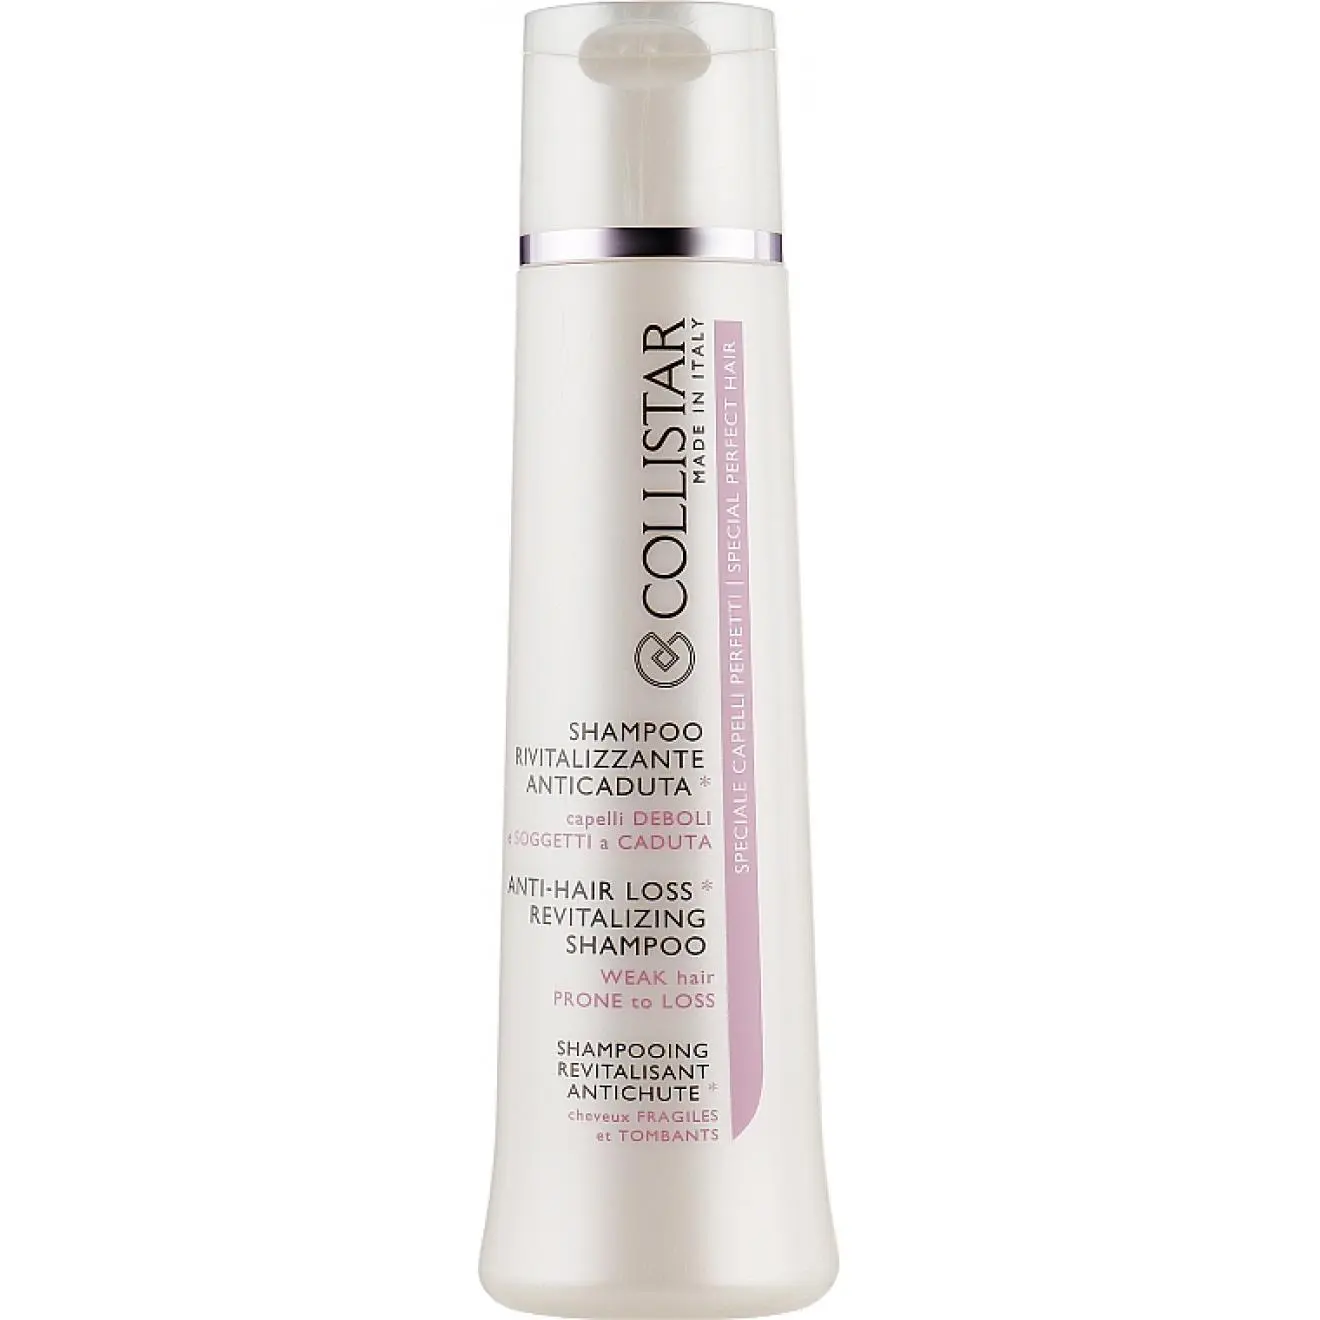 COLLISTAR
MADE IN ITALY
SPECIALE CAPELLI PERFETTI | SPECIAL PERFECT HAIR
SHAMPOO
RIVITALIZZANTE
ANTICADUTA *
capelli DEBOLI
e SOGGETTI a CADUTA
ANTI-HAIR LOSS *
REVITALIZING
SHAMPOO
WEAK hair
PRONE to LOSS
SHAMPOOING
REVITALISANT
ANTICHUTE *
cheveux FRAGILES
et TOMBANTS